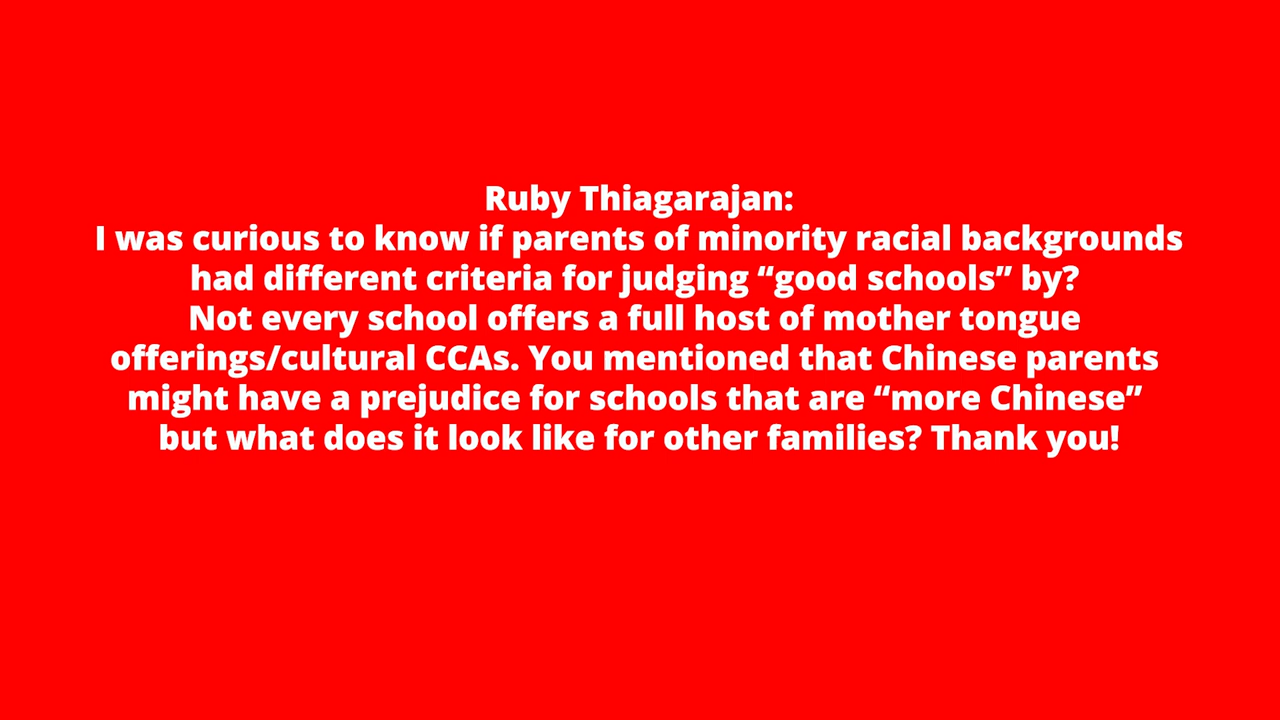 Ruby Thiagarajan:
I was curious to know if parents of minority racial backgrounds
had different criteria for judging “good schools” by?
Not every school offers a full host of mother tongue
offerings/cultural CCAs. You mentioned that Chinese parents
might have a prejudice for schools that are “more Chinese”
but what does it look like for other families? Thank you!